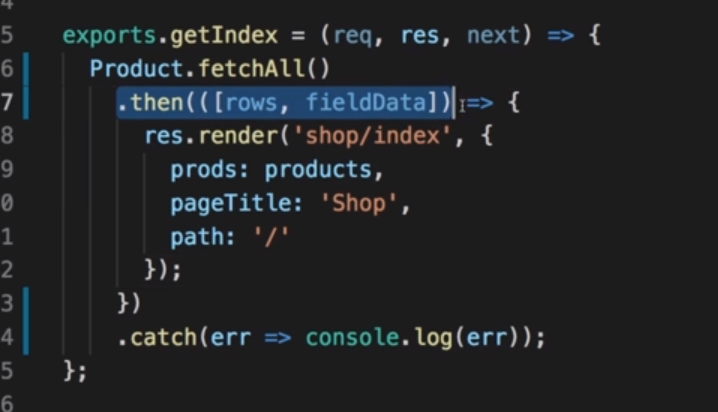 4
5 exports.getIndex = (req, res, next) => {
6 Product.fetchAll()
7 .then(([rows, fieldData]) => {
8 res.render('shop/index', {
9 prods: products,
0 pageTitle: 'Shop',
1 path: '/'
2 });
3 })
4 .catch(err => console.log(err));
5 };
6